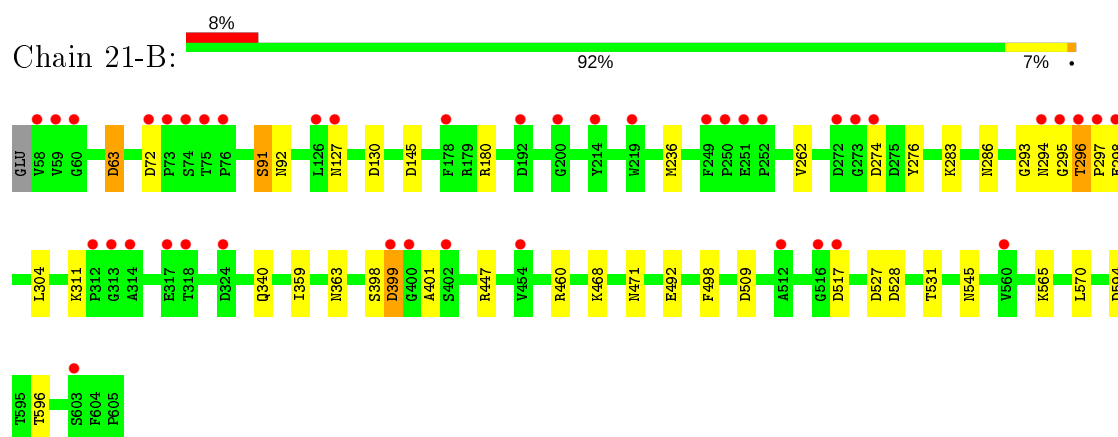 8%
Chain 21-B:
92% 7% •
GLU V58 V59 G60 D63 D72 P73 S74 T75 P76 S91 N92 L126 N127 D130 D145 F178 R179 R180 D192 G200 Y214 W219 M236 F249 P250 E251 P252 V262 D272 G273 D274 D275 Y276 K283 N286 G293 N294 G295 T296 P297
L304 K311 P312 G313 A314 E317 T318 D324 Q340 I359 N363 S398 D399 G400 A401 S402 R447 V454 R460 K468 N471 E492 F498 D509 A512 G516 D517 D527 D528 T531 N545 V560 K565 L570
T595 T596 S603 F604 P605